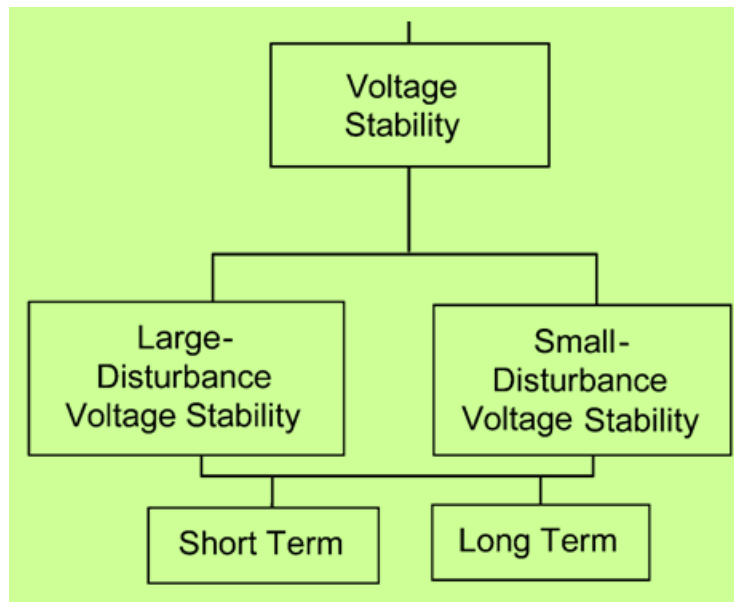 Voltage
Stability
Large-
Disturbance
Voltage Stability
Small-
Disturbance
Voltage Stability
Short Term
Long Term